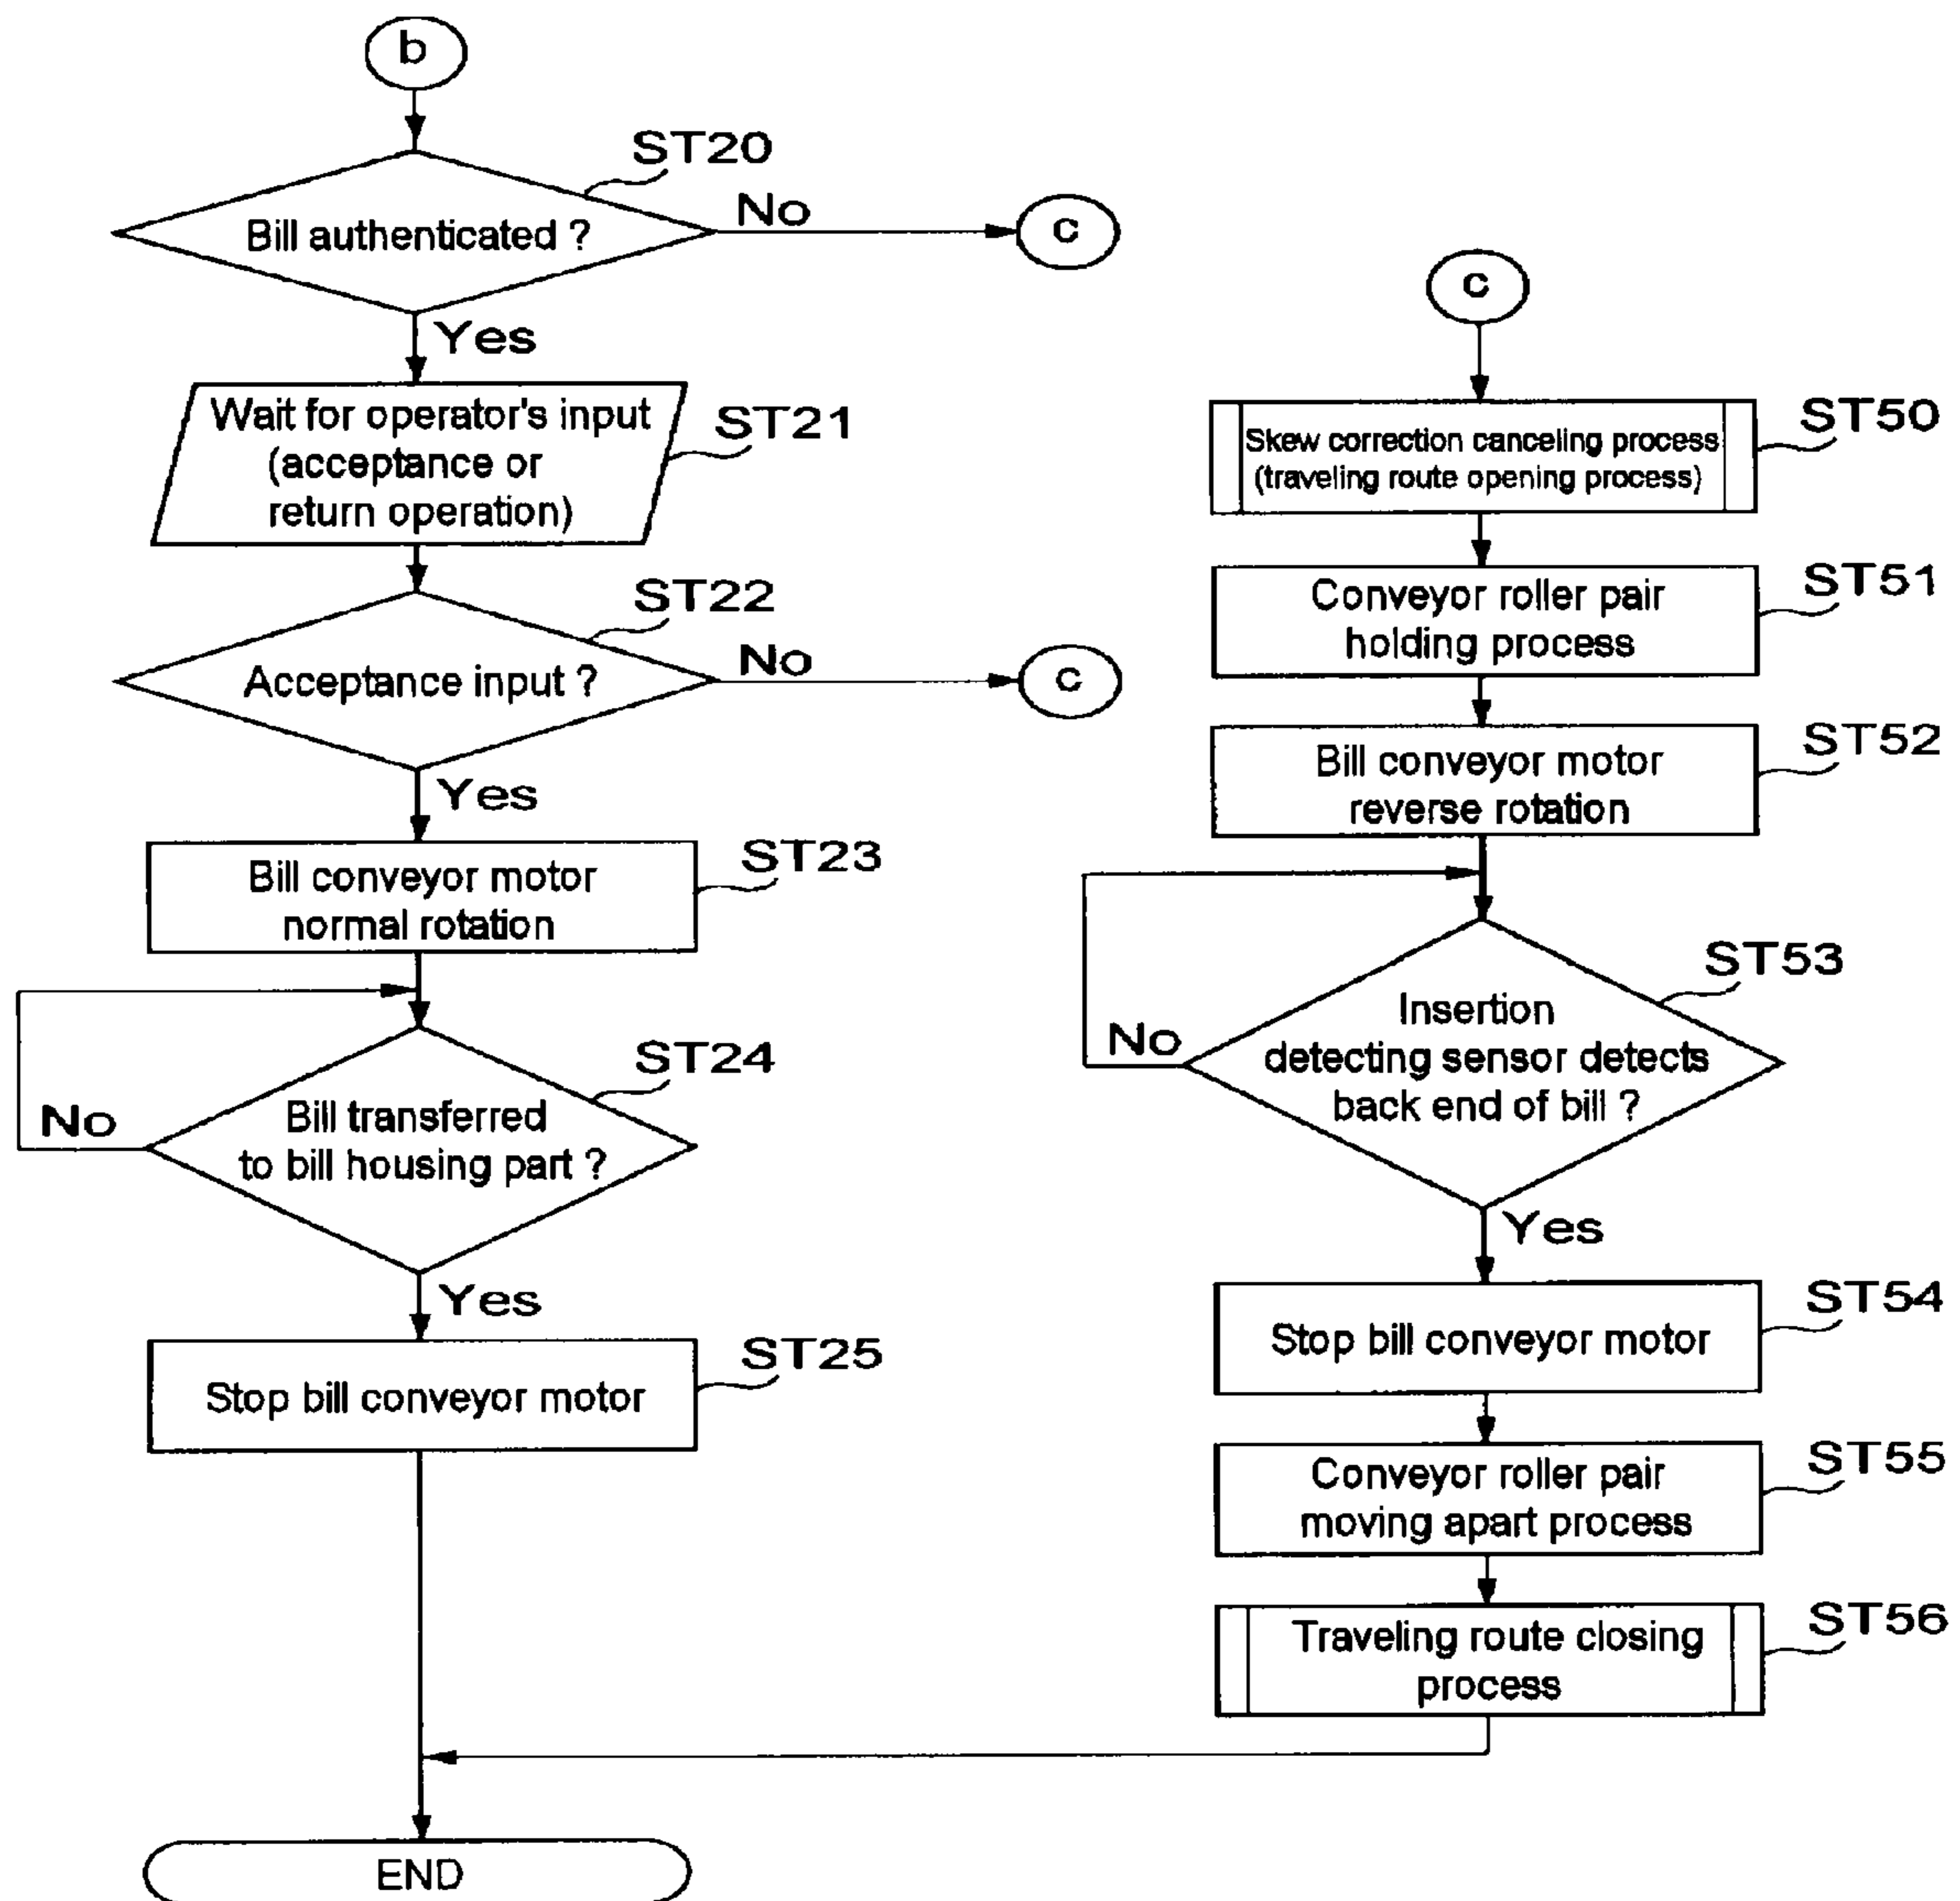 b
ST20
Bill authenticated ?
No
c
Yes
Wait for operator's input
(acceptance or
return operation)
ST21
ST22
Acceptance input ?
No
c
Yes
Bill conveyor motor
normal rotation
ST23
ST24
Bill transferred
to bill housing part ?
No
Yes
Stop bill conveyor motor
ST25
END
c
Skew correction canceling process
(traveling route opening process)
ST50
Conveyor roller pair
holding process
ST51
Bill conveyor motor
reverse rotation
ST52
ST53
Insertion
detecting sensor detects
back end of bill ?
No
Yes
Stop bill conveyor motor
ST54
Conveyor roller pair
moving apart process
ST55
Traveling route closing
process
ST56